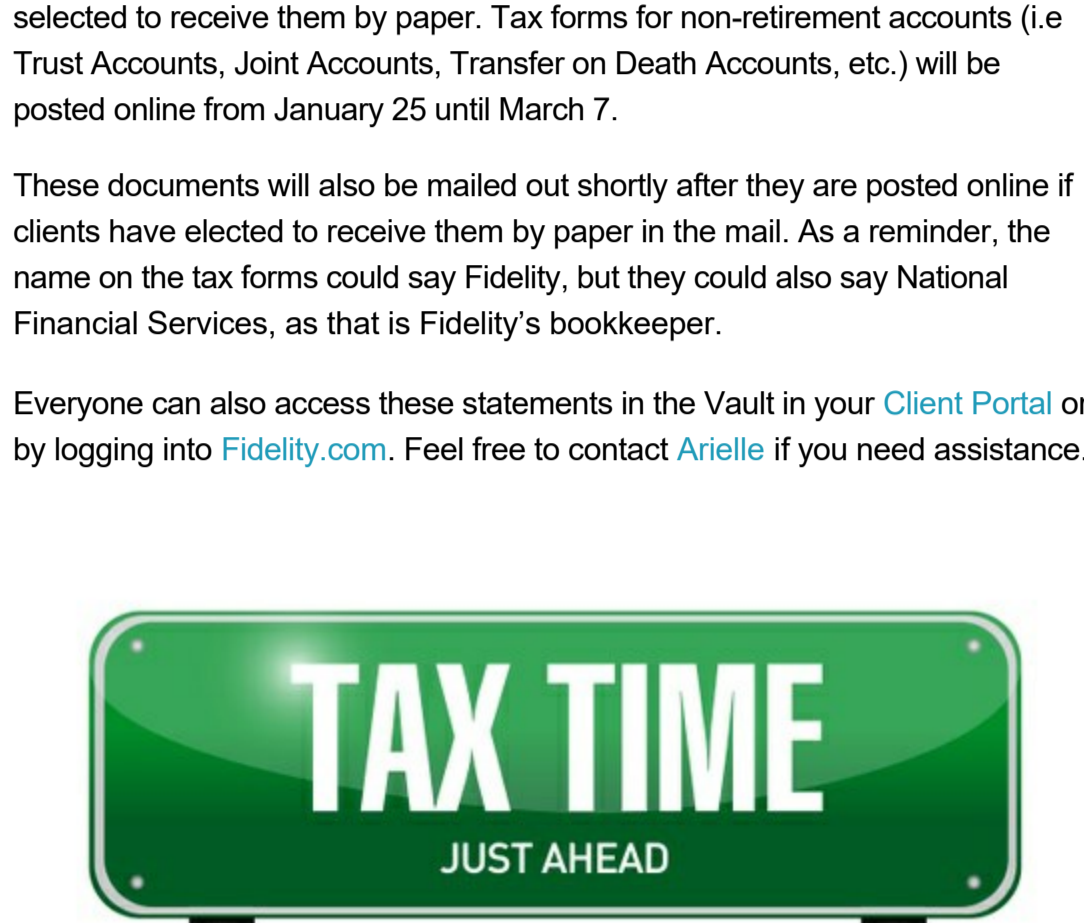 selected to receive them by paper. Tax forms for non-retirement accounts (i.e
Trust Accounts, Joint Accounts, Transfer on Death Accounts, etc.) will be
posted online from January 25 until March 7.
These documents will also be mailed out shortly after they are posted online if
clients have elected to receive them by paper in the mail. As a reminder, the
name on the tax forms could say Fidelity, but they could also say National
Financial Services, as that is Fidelity’s bookkeeper.
Everyone can also access these statements in the Vault in your Client Portal or
by logging into Fidelity.com. Feel free to contact Arielle if you need assistance.
TAX TIME
JUST AHEAD